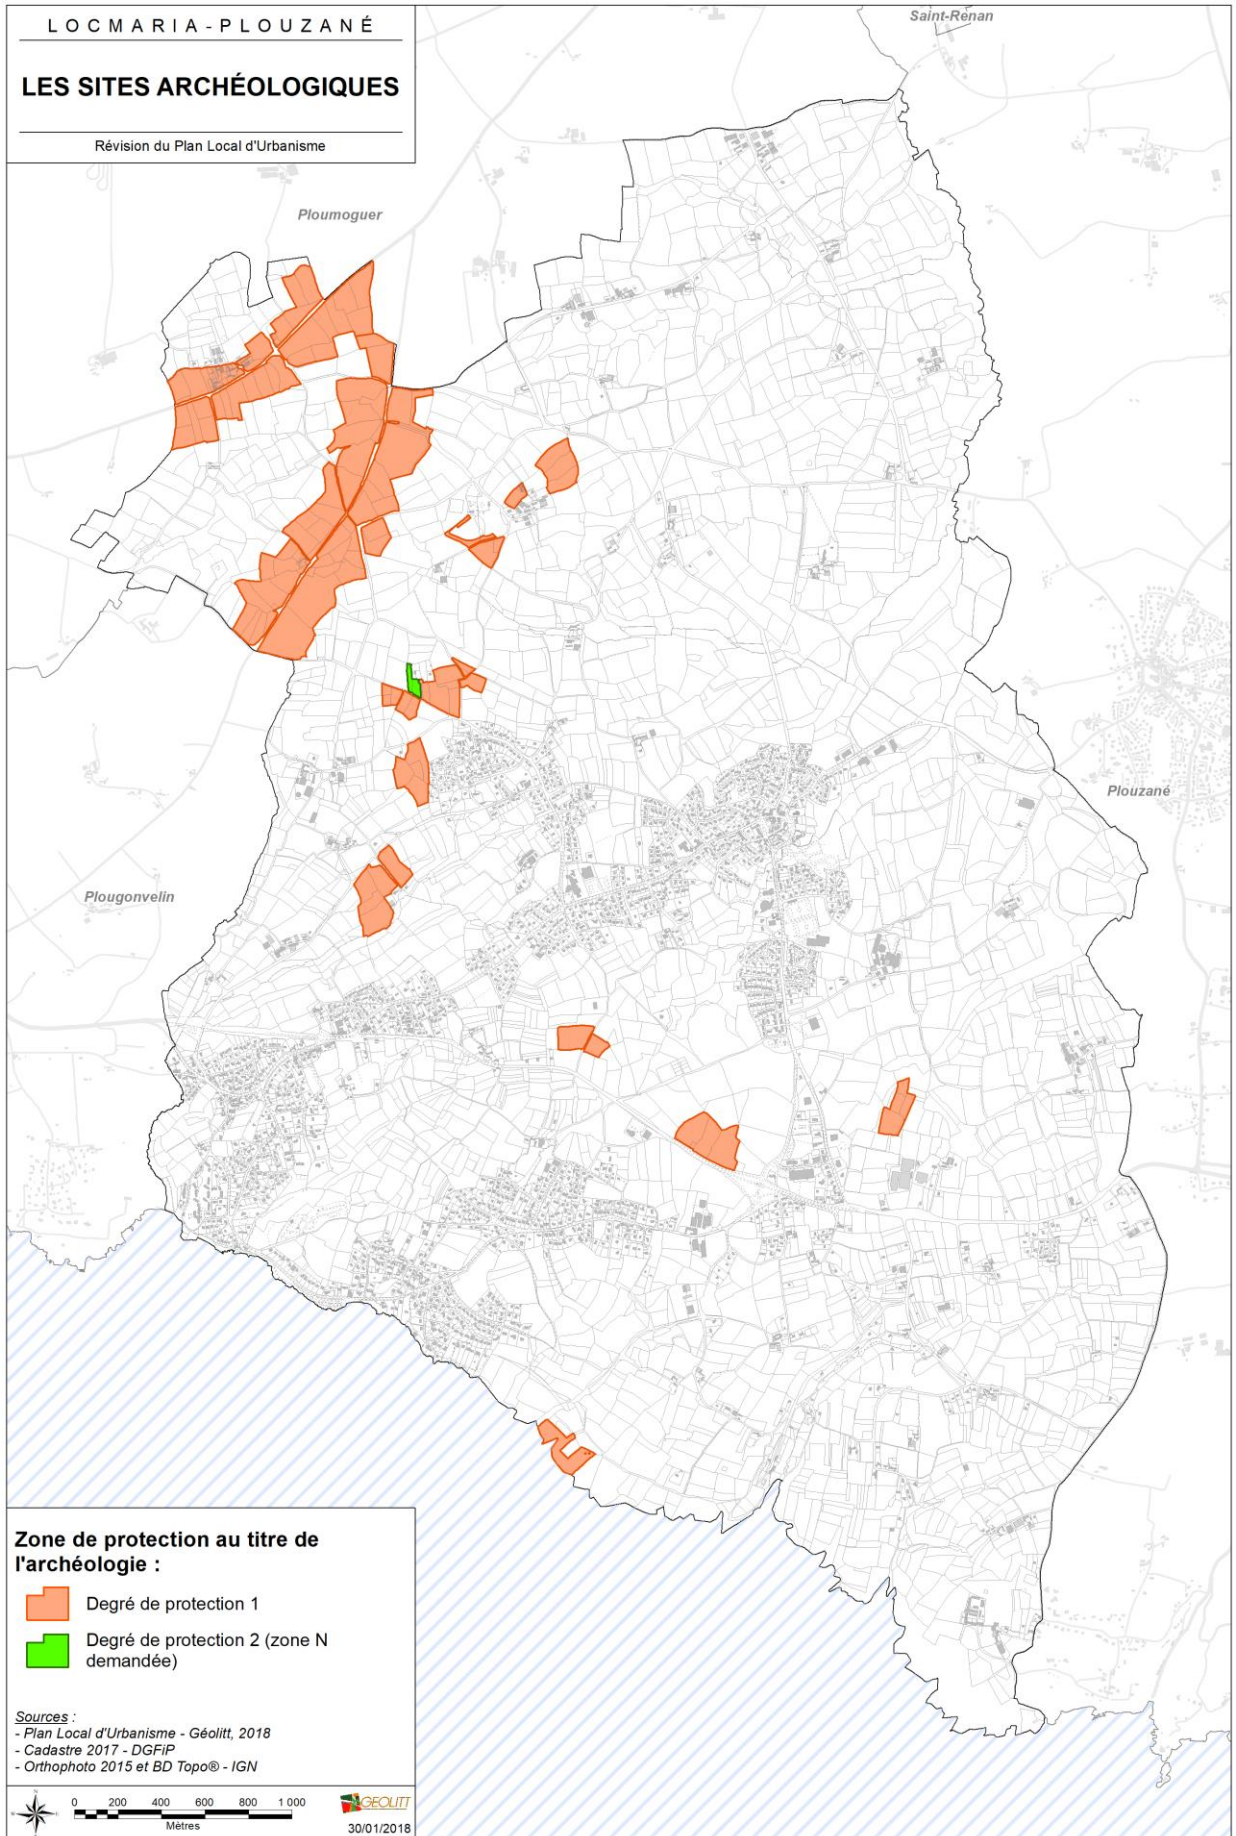 LOCMARIA-PLOUZANÉ
LES SITES ARCHÉOLOGIQUES
Révision du Plan Local d'Urbanisme
Saint-Renan
Ploumoguer
Plouzané
Plougonvelin
Zone de protection au titre de
l'archéologie :
Degré de protection 1
Degré de protection 2 (zone N
demandée)
Sources :
- Plan Local d'Urbanisme - Géolitt, 2018
- Cadastre 2017 - DGFiP
- Orthophoto 2015 et BD Topo® - IGN
0 200 400 600 800 1 000
Mètres
GEOLITT
30/01/2018